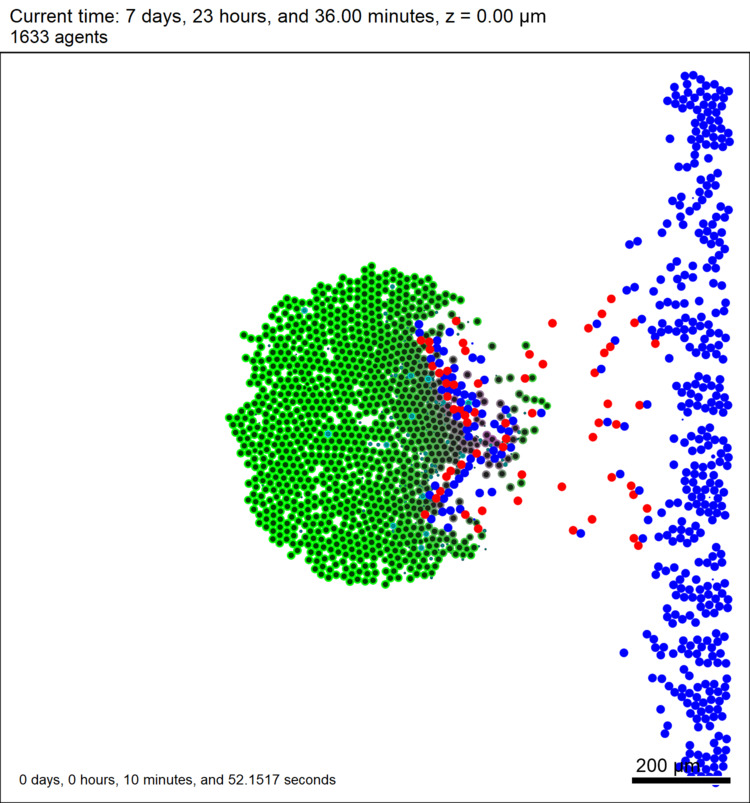 Current time: 7 days, 23 hours, and 36.00 minutes, z = 0.00 μm
1633 agents
0 days, 0 hours, 10 minutes, and 52.1517 seconds
200 μm